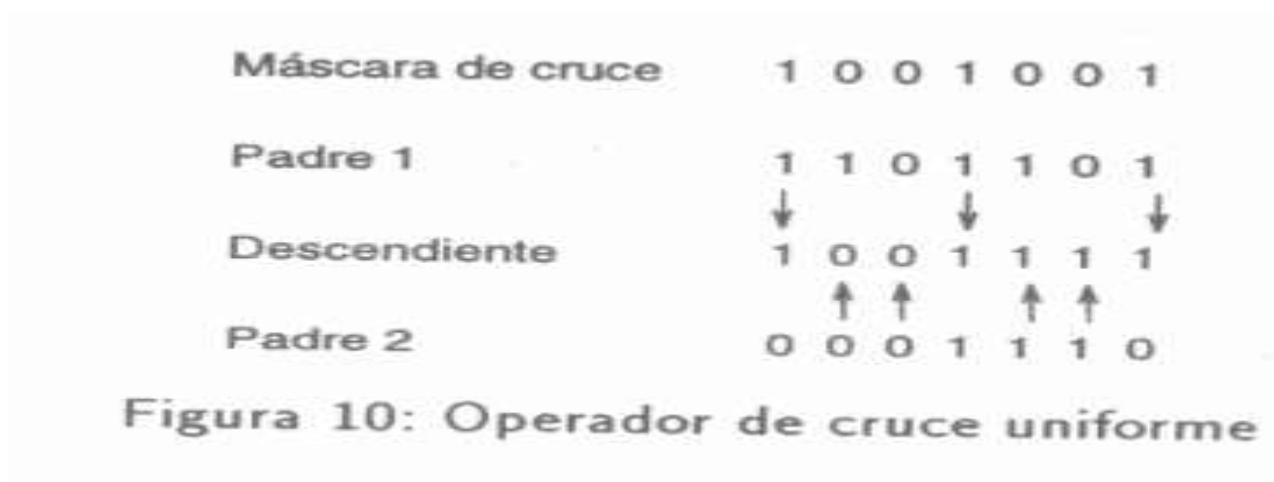 Máscara de cruce 1 0 0 1 0 0 1
Padre 1 1 1 0 1 1 0 1
Descendiente 1 0 0 1 1 1 1
Padre 2 0 0 0 1 1 1 0
Figura 10: Operador de cruce uniforme